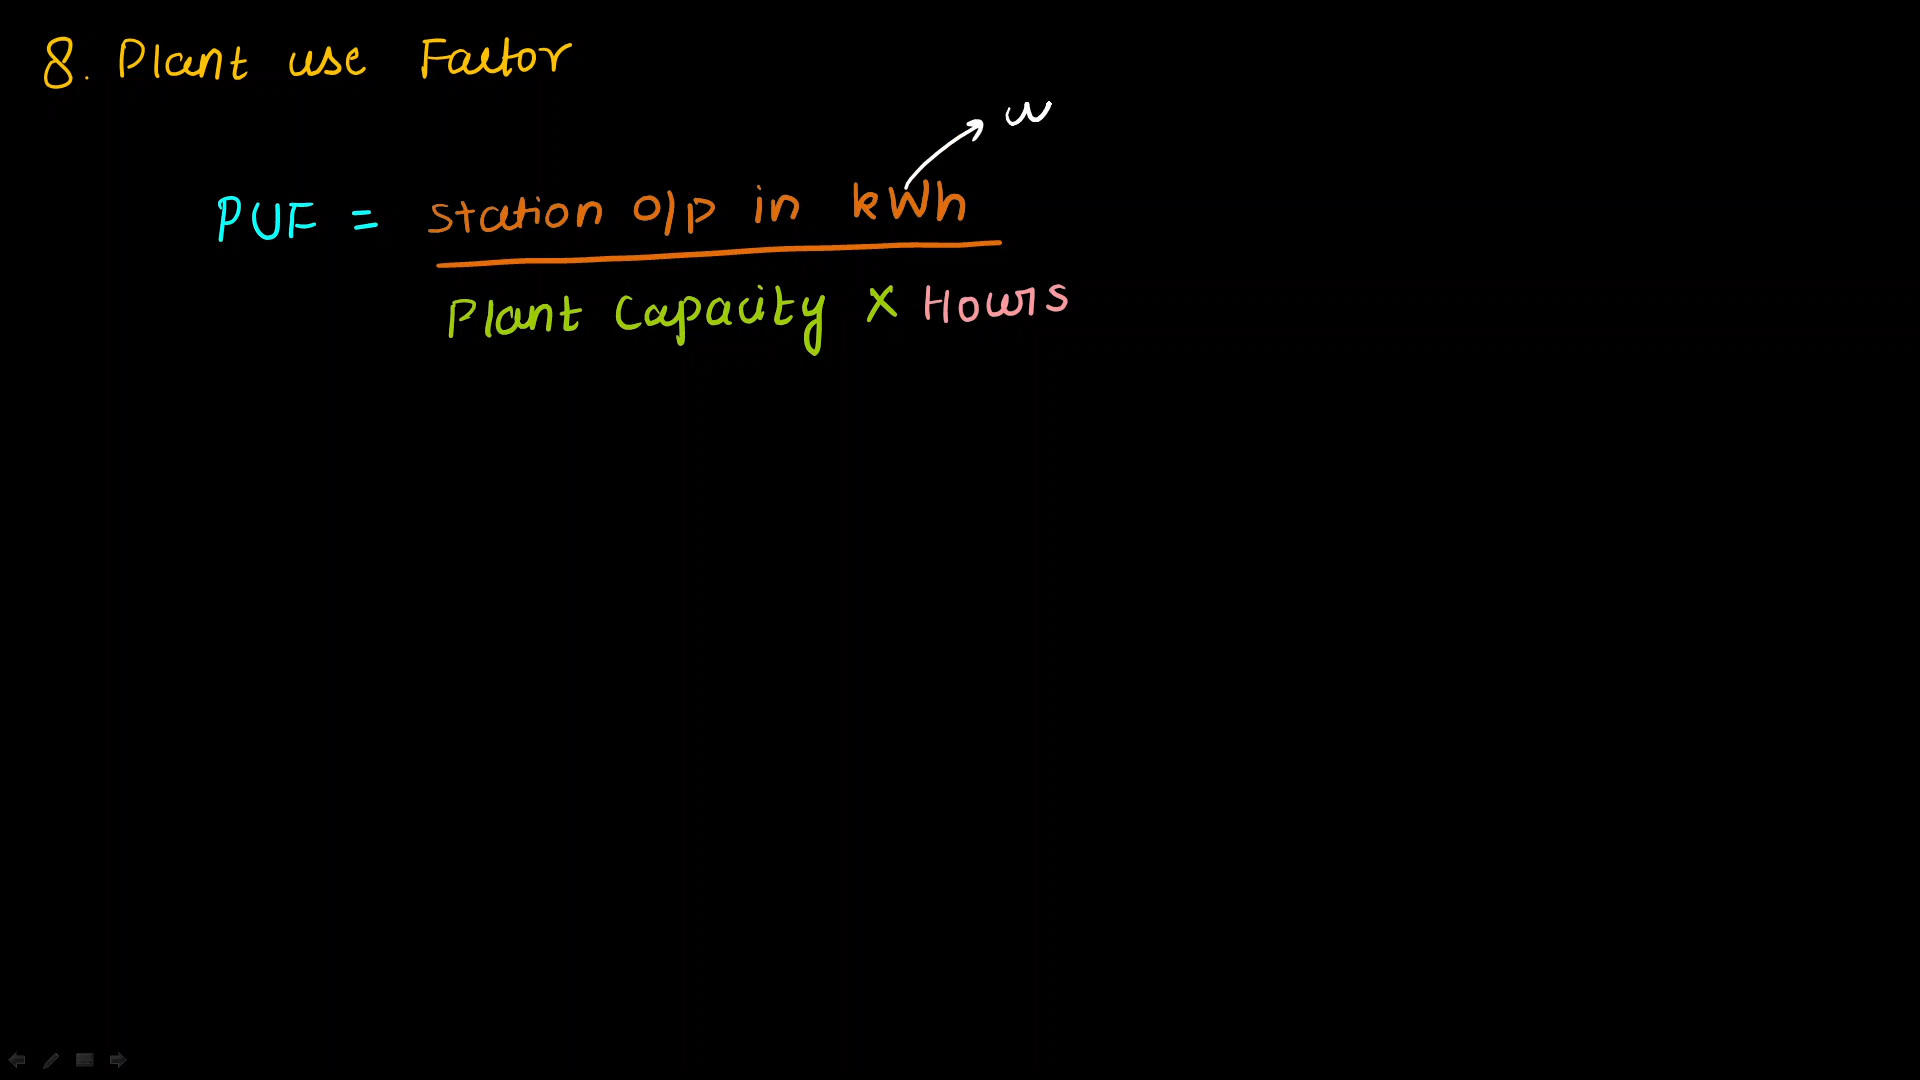 8. Plant use Factor
w
PUF = Station o/p in kWh
Plant Capacity x Hours